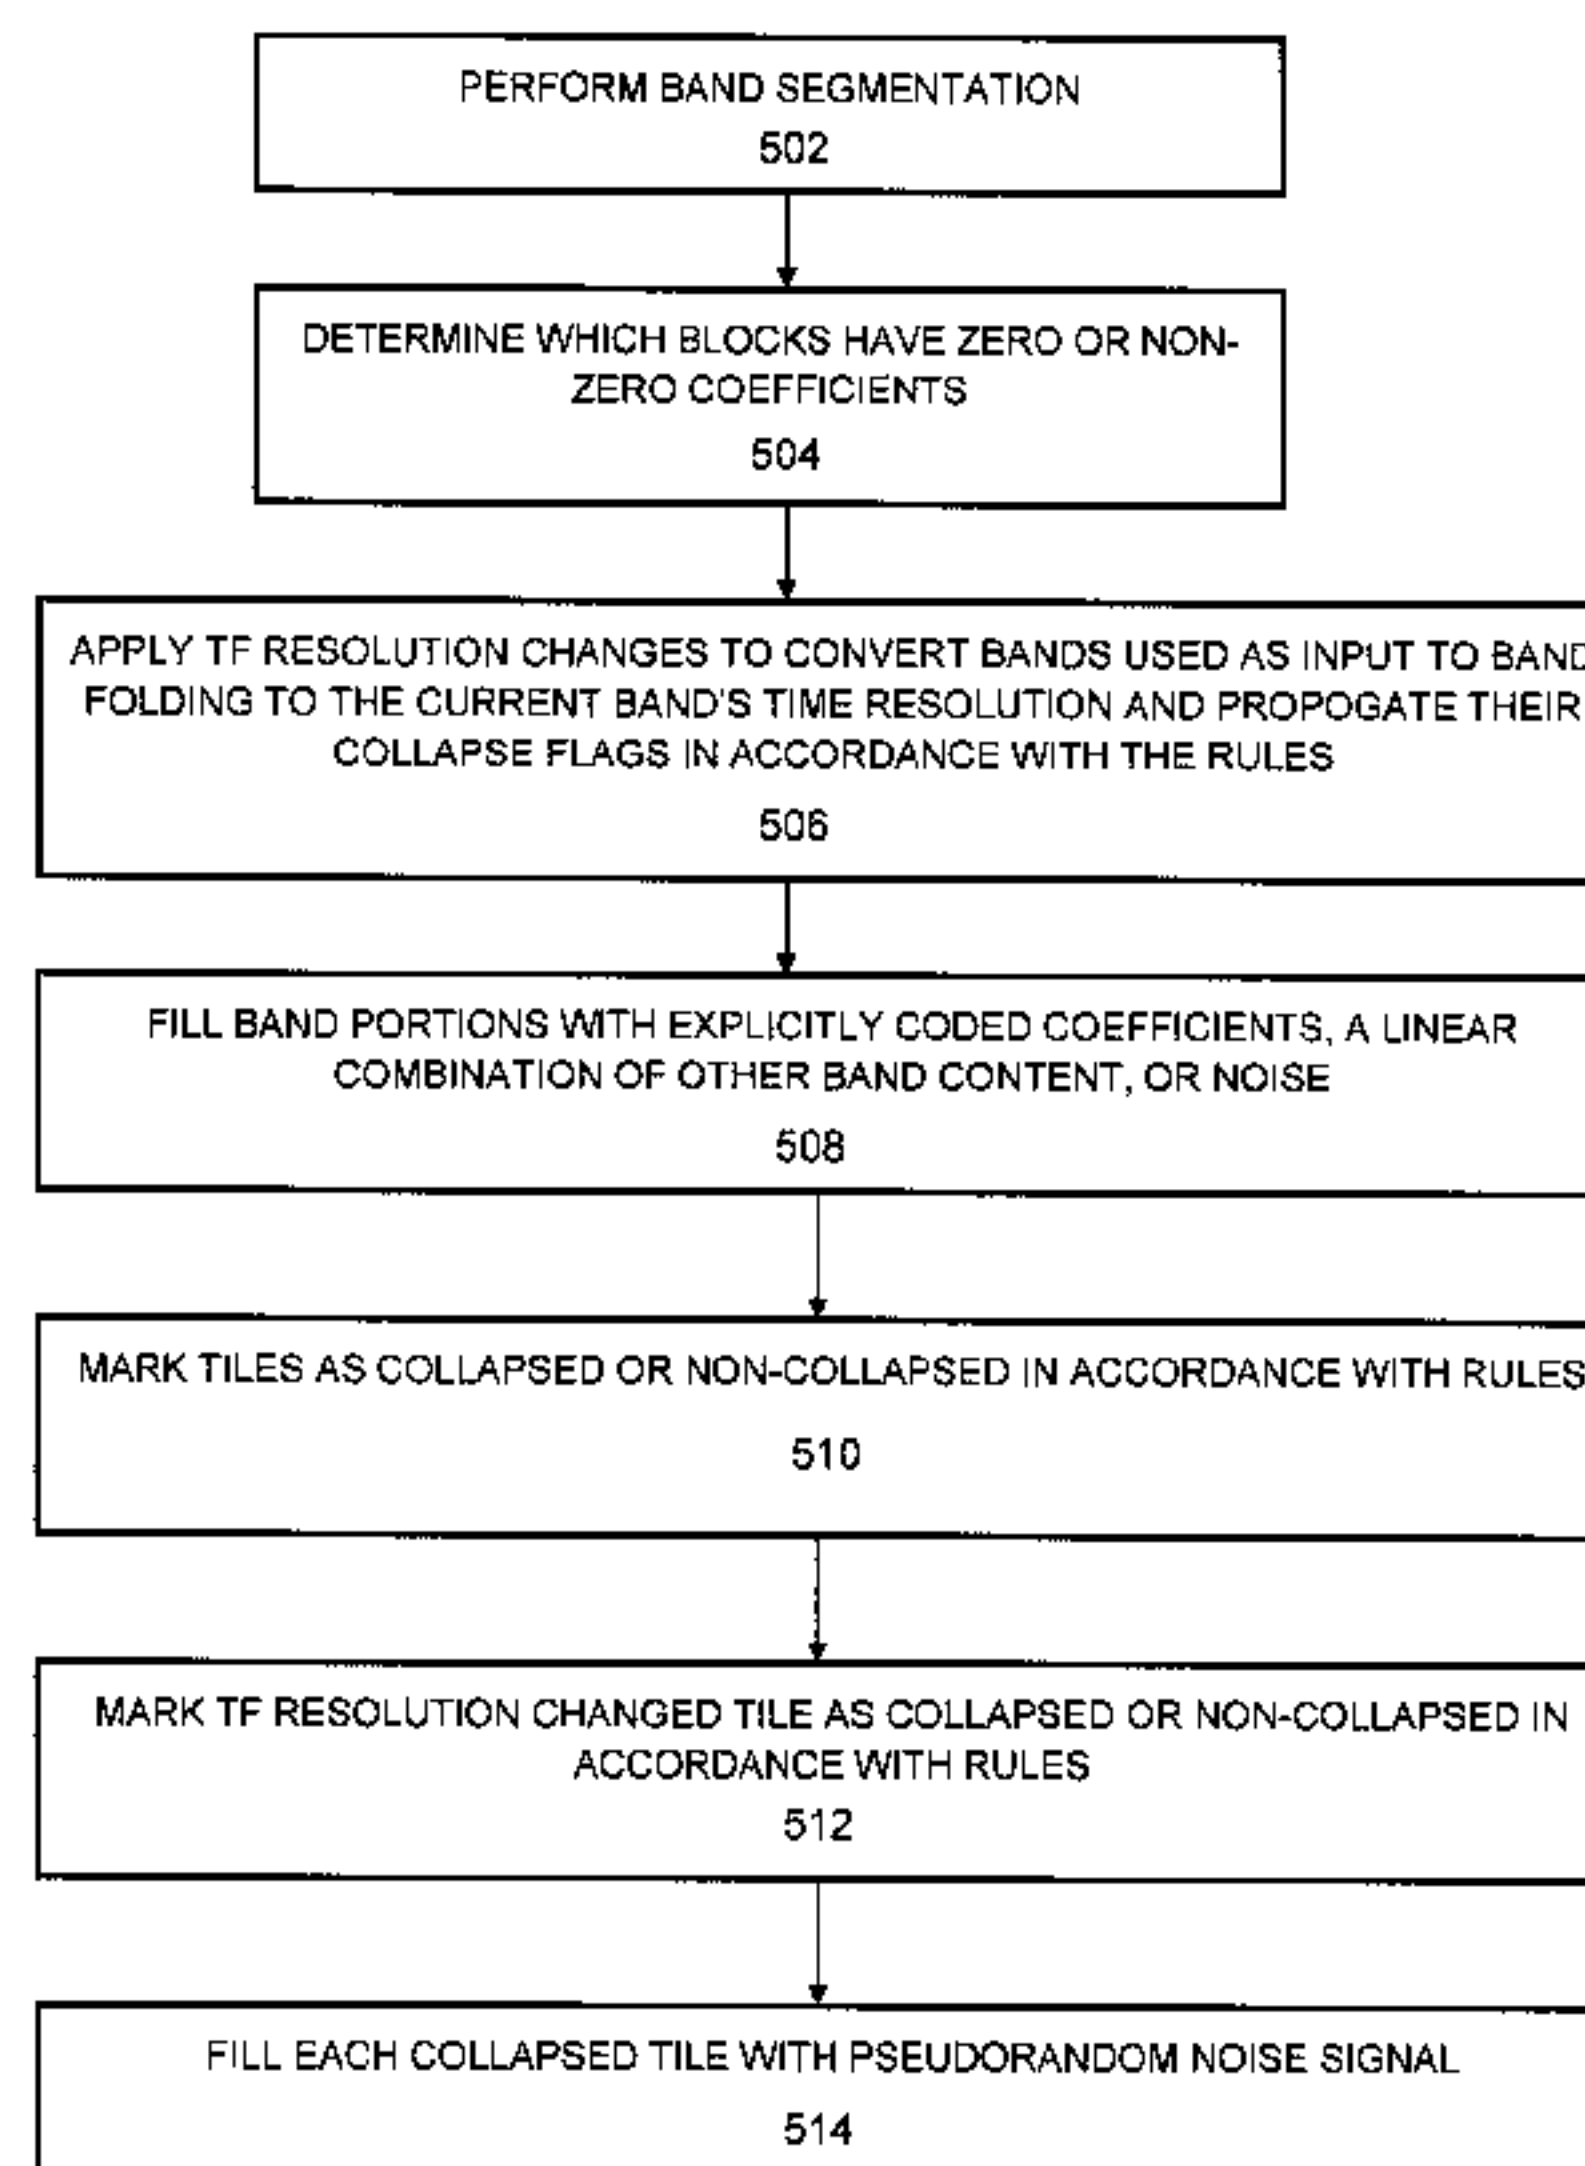 PERFORM BAND SEGMENTATION
502
DETERMINE WHICH BLOCKS HAVE ZERO OR NON-
ZERO COEFFICIENTS
504
APPLY TF RESOLUTION CHANGES TO CONVERT BANDS USED AS INPUT TO BAND
FOLDING TO THE CURRENT BAND'S TIME RESOLUTION AND PROPOGATE THEIR
COLLAPSE FLAGS IN ACCORDANCE WITH THE RULES
506
FILL BAND PORTIONS WITH EXPLICITLY CODED COEFFICIENTS, A LINEAR
COMBINATION OF OTHER BAND CONTENT, OR NOISE
508
MARK TILES AS COLLAPSED OR NON-COLLAPSED IN ACCORDANCE WITH RULES
510
MARK TF RESOLUTION CHANGED TILE AS COLLAPSED OR NON-COLLAPSED IN
ACCORDANCE WITH RULES
512
FILL EACH COLLAPSED TILE WITH PSEUDORANDOM NOISE SIGNAL
514